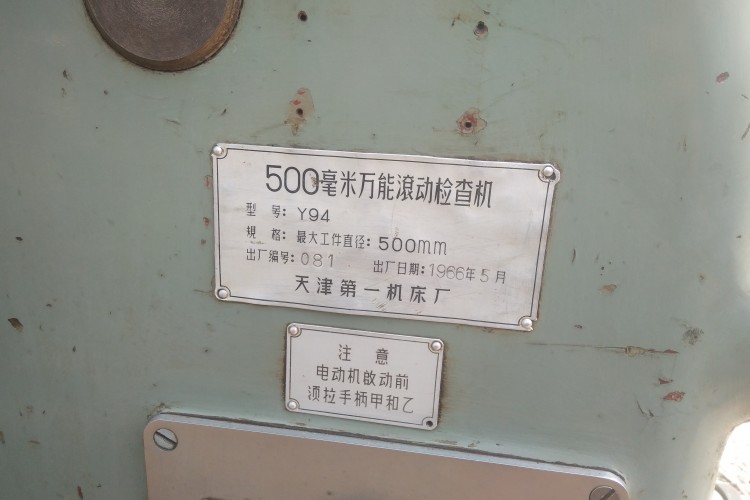 500毫米万能滚动检查机
型号: Y94
規格: 最大工件直径: 500mm
出厂编号: 081 出厂日期: 1966年5月
天津第一机床厂
注意
电动机啟动前
须拉手柄甲和乙